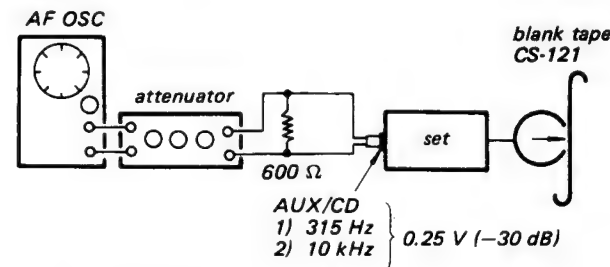 AF OSC
attenuator
600 Ω
set
blank tape
CS-121
AUX/CD
1) 315 Hz
2) 10 kHz
0.25 V (−30 dB)